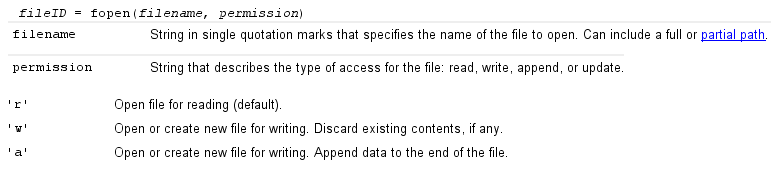 fileID = fopen(filename, permission)
filename String in single quotation marks that specifies the name of the file to open. Can include a full or partial path.
permission String that describes the type of access for the file: read, write, append, or update.
'r' Open file for reading (default).
'w' Open or create new file for writing. Discard existing contents, if any.
'a' Open or create new file for writing. Append data to the end of the file.